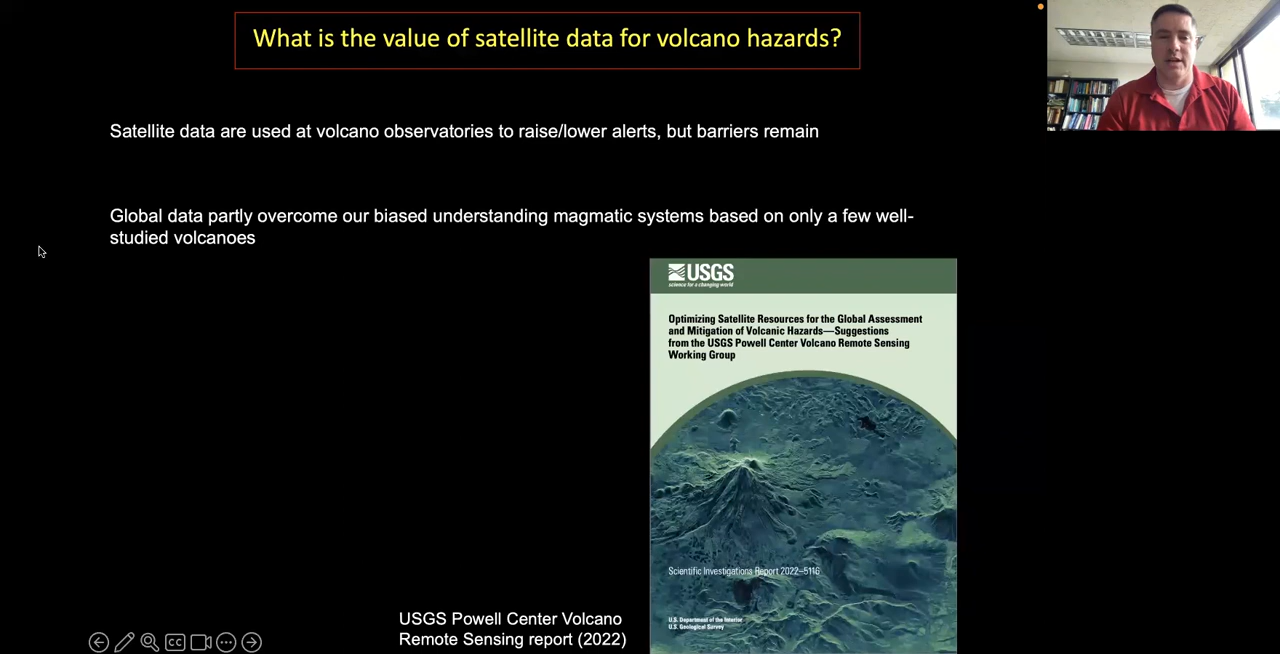 What is the value of satellite data for volcano hazards?
Satellite data are used at volcano observatories to raise/lower alerts, but barriers remain
Global data partly overcome our biased understanding magmatic systems based on only a few well-
studied volcanoes
USGS
science for a changing world
Optimizing Satellite Resources for the Global Assessment
and Mitigation of Volcanic Hazards—Suggestions
from the USGS Powell Center Volcano Remote Sensing
Working Group
Scientific Investigations Report 2022–5116
U.S. Department of the Interior
U.S. Geological Survey
USGS Powell Center Volcano
Remote Sensing report (2022)
CC